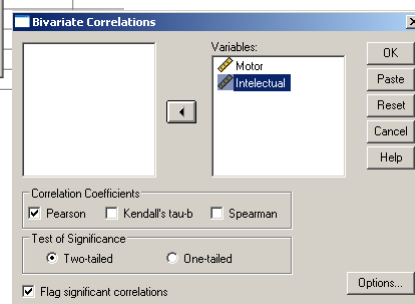 Bivariate Correlations
Variables:
Motor
Intelectual
OK
Paste
Reset
Cancel
Help
Correlation Coefficients
Pearson Kendall's tau-b Spearman
Test of Significance
Two-tailed One-tailed
Flag significant correlations
Options...